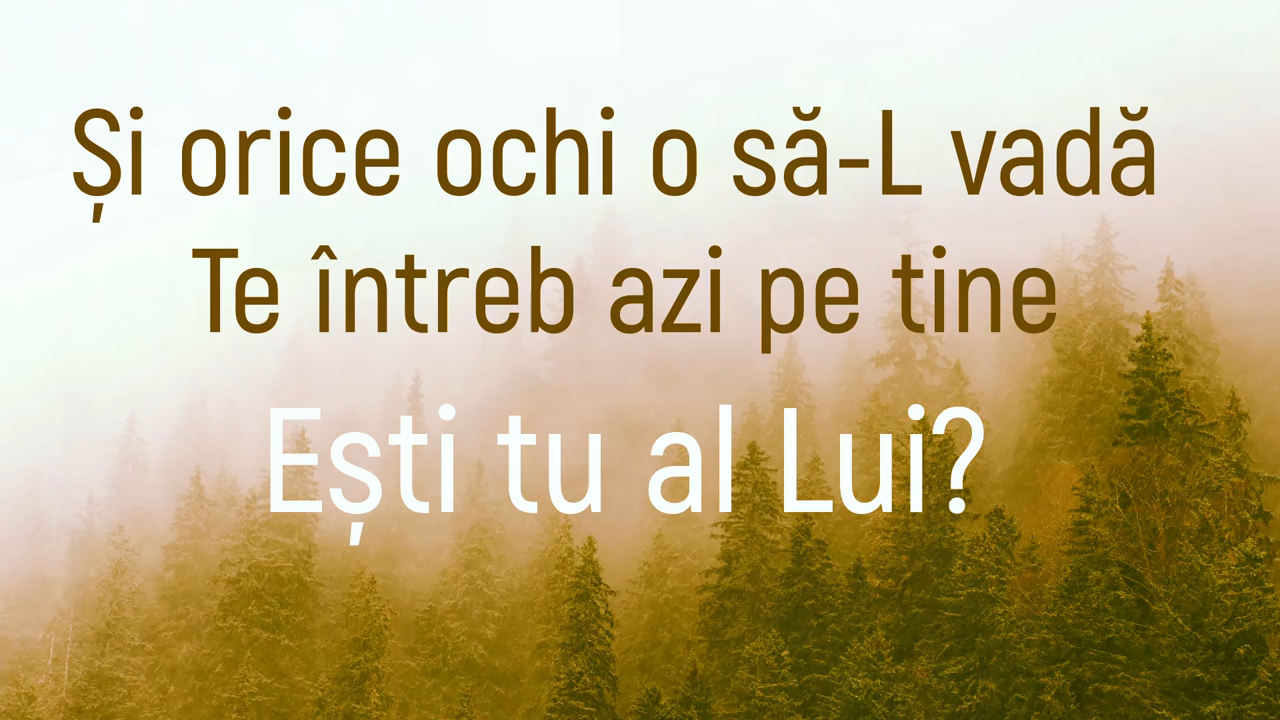 Și orice ochi o să-L vadă
Te întreb azi pe tine
Ești tu al Lui?